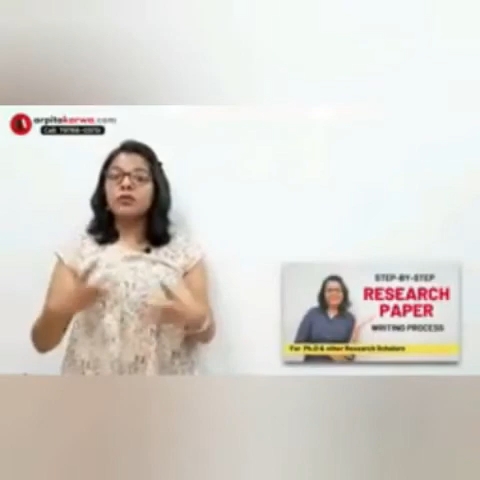 arpitakarwa.com
STEP-BY-STEP
RESEARCH
PAPER
WRITING PROCESS
For Ph.D & other Research Scholars